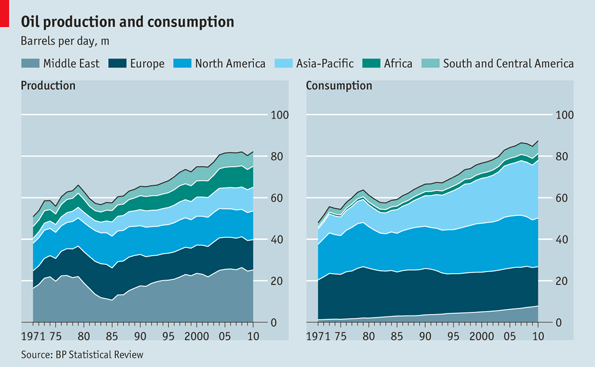 Oil production and consumption
Barrels per day, m
Middle East Europe North America Asia-Pacific Africa South and Central America
Production
100
80
60
40
20
0
1971 75 80 85 90 95 2000 05 10
Consumption
100
80
60
40
20
0
1971 75 80 85 90 95 2000 05 10
Source: BP Statistical Review